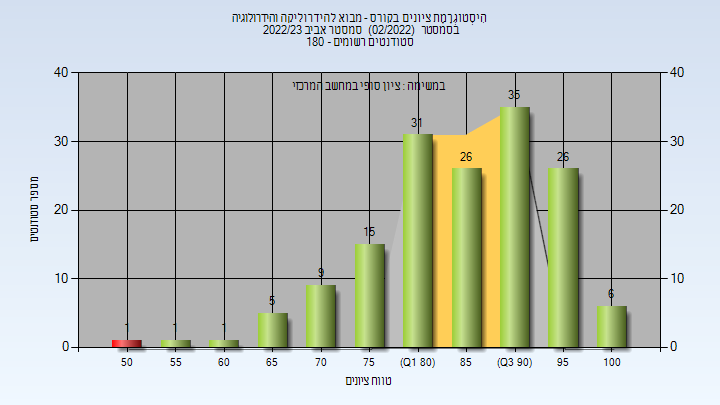 היסטוגרמת ציונים בקורס - מבוא להידרוליקה והידרולוגיה
בסמסטר (02/2022) סמסטר אביב 2022/23
סטודנטים רשומים - 180
במשימה : ציון סופי במחשב המרכזי
40 40
30 30
20 20
10 10
0 0
מספר סטודנטים
1 1 1 5 9 15 31 26 35 26 6
50 55 60 65 70 75 (Q1 80) 85 (Q3 90) 95 100
טווח ציונים